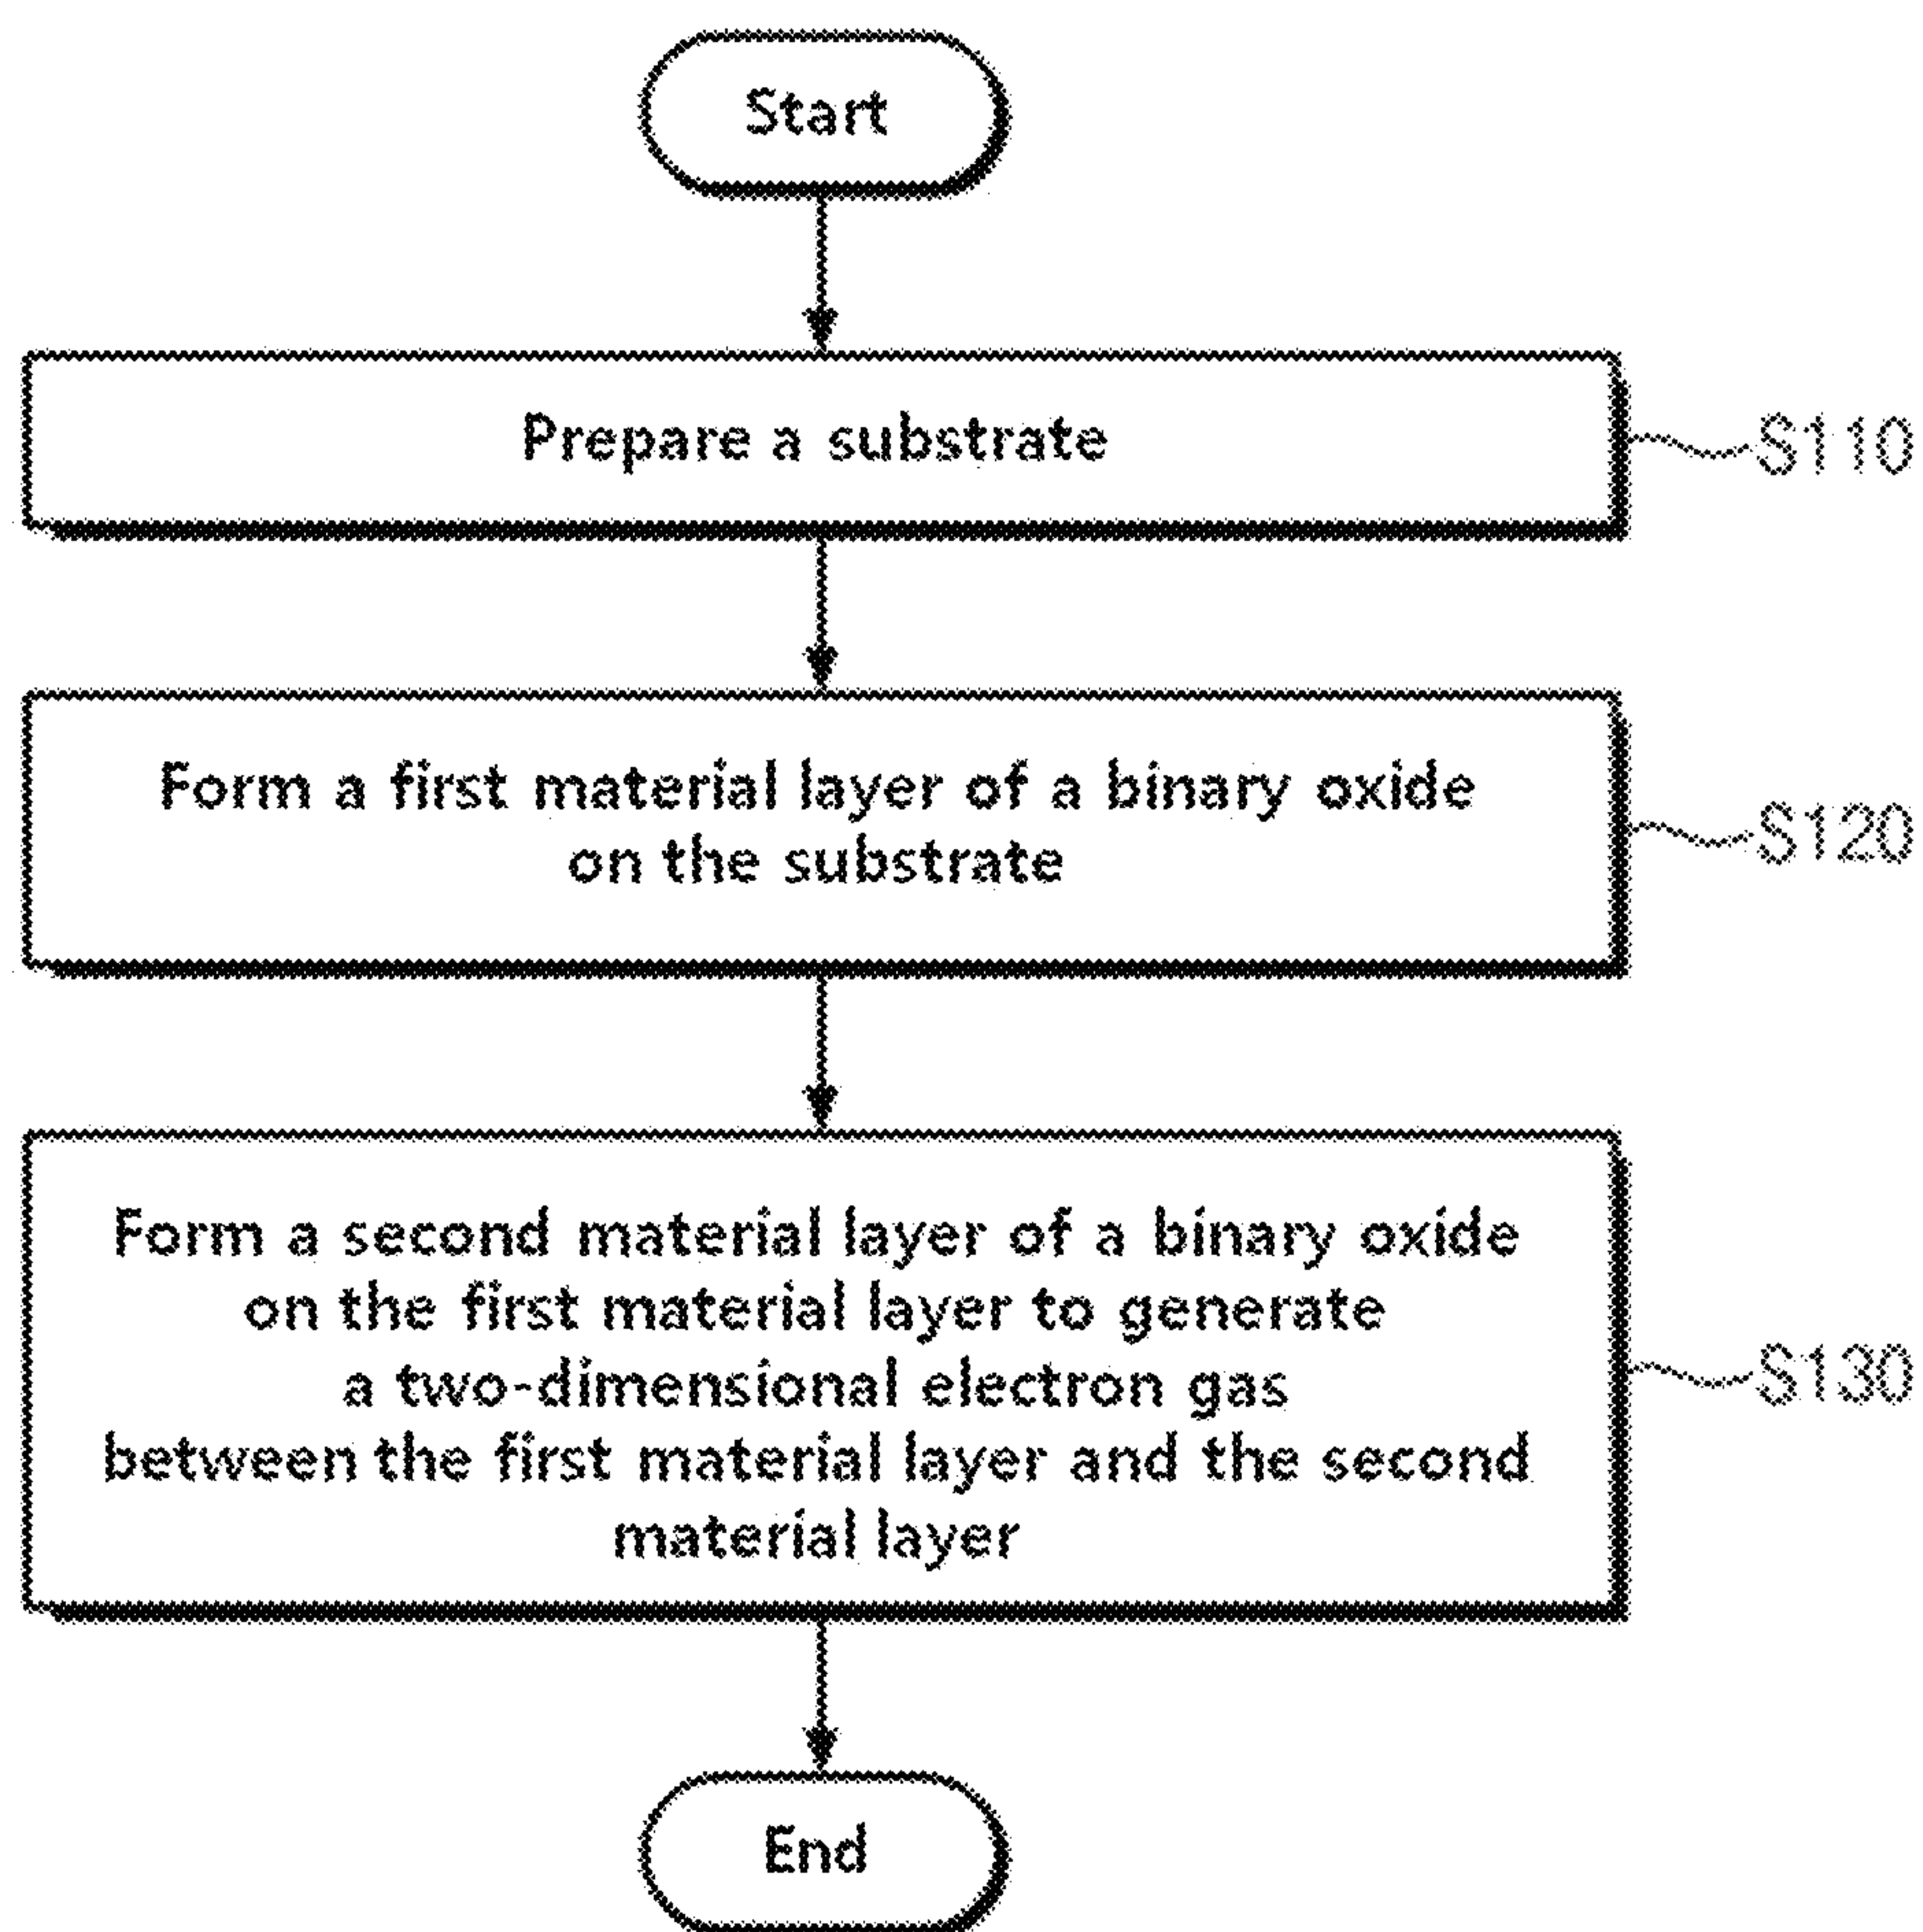 Start
Prepare a substrate
S110
Form a first material layer of a binary oxide
on the substrate
S120
Form a second material layer of a binary oxide
on the first material layer to generate
a two-dimensional electron gas
between the first material layer and the second
material layer
S130
End